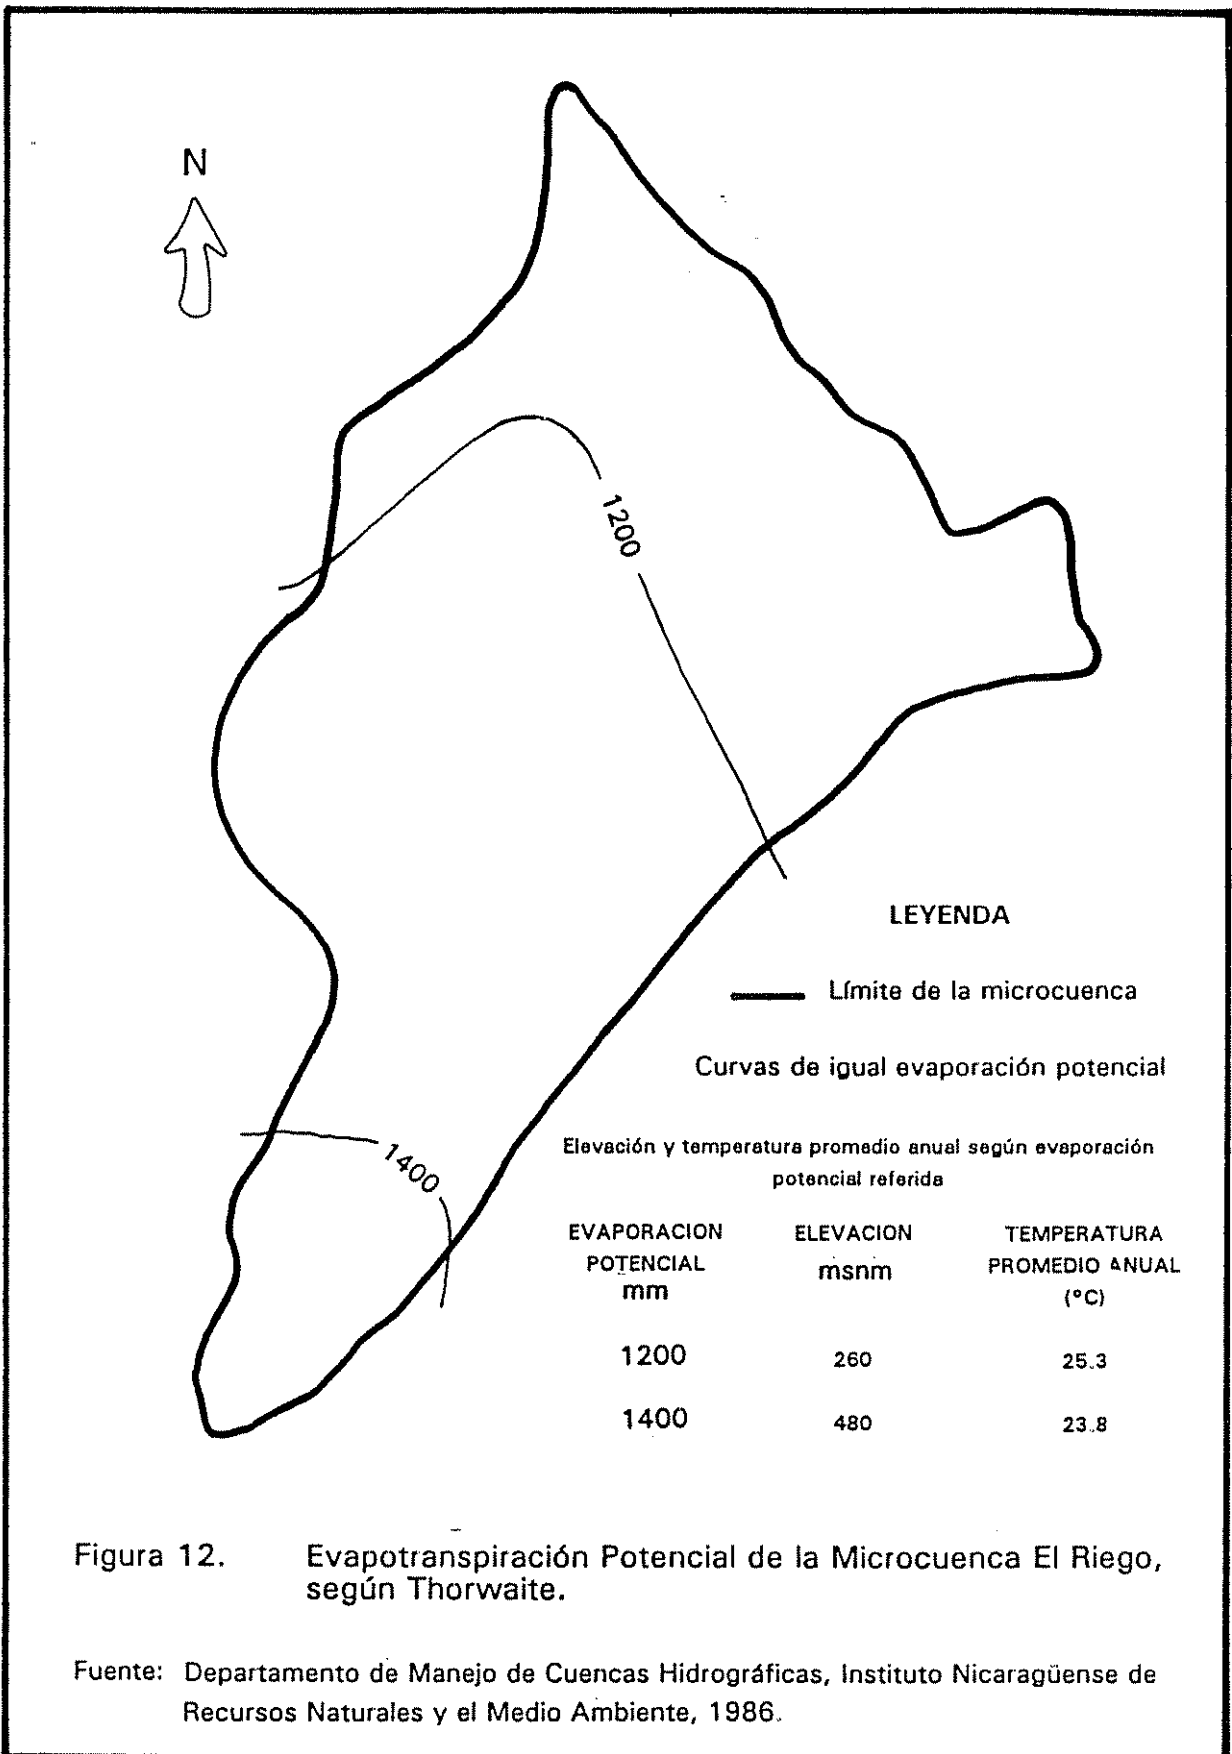 N
1200
LEYENDA
Límite de la microcuenca
Curvas de igual evaporación potencial
1400
Elevación y temperatura promedio anual según evaporación
potencial referida
EVAPORACION POTENCIAL mm ELEVACION msnm TEMPERATURA PROMEDIO ANUAL (°C)
1200 260 25.3
1400 480 23.8
Figura 12. Evapotranspiración Potencial de la Microcuenca El Riego,
según Thorwaite.
Fuente: Departamento de Manejo de Cuencas Hidrográficas, Instituto Nicaragüense de
Recursos Naturales y el Medio Ambiente, 1986.